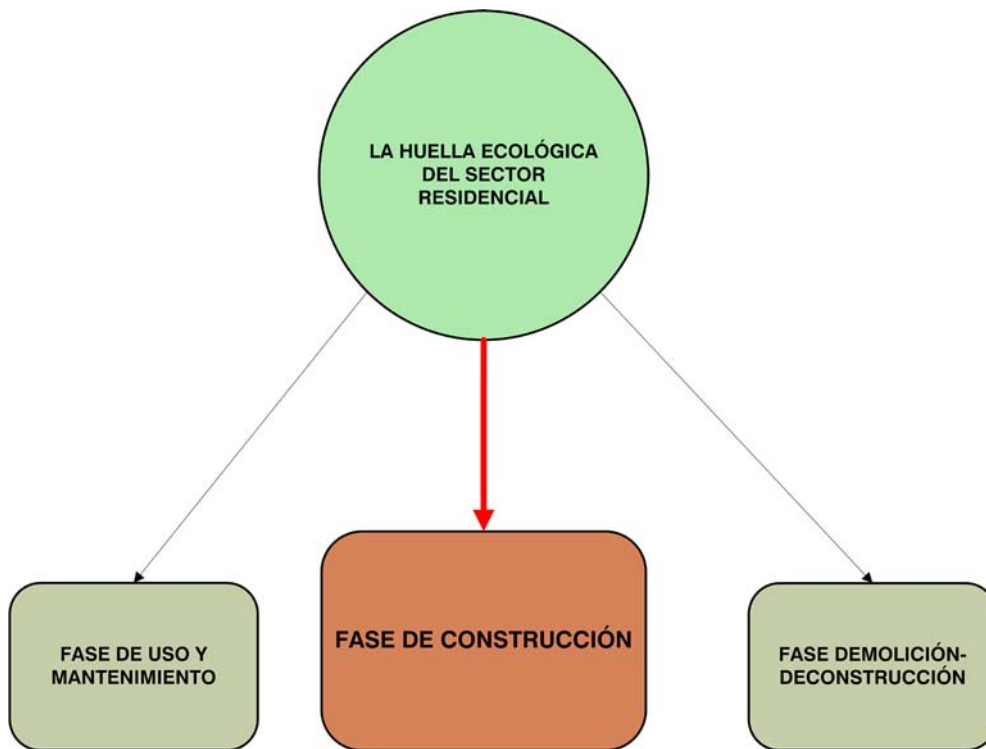 LA HUELLA ECOLÓGICA
DEL SECTOR
RESIDENCIAL
FASE DE USO Y
MANTENIMIENTO
FASE DE CONSTRUCCIÓN
FASE DEMOLICIÓN-
DECONSTRUCCIÓN